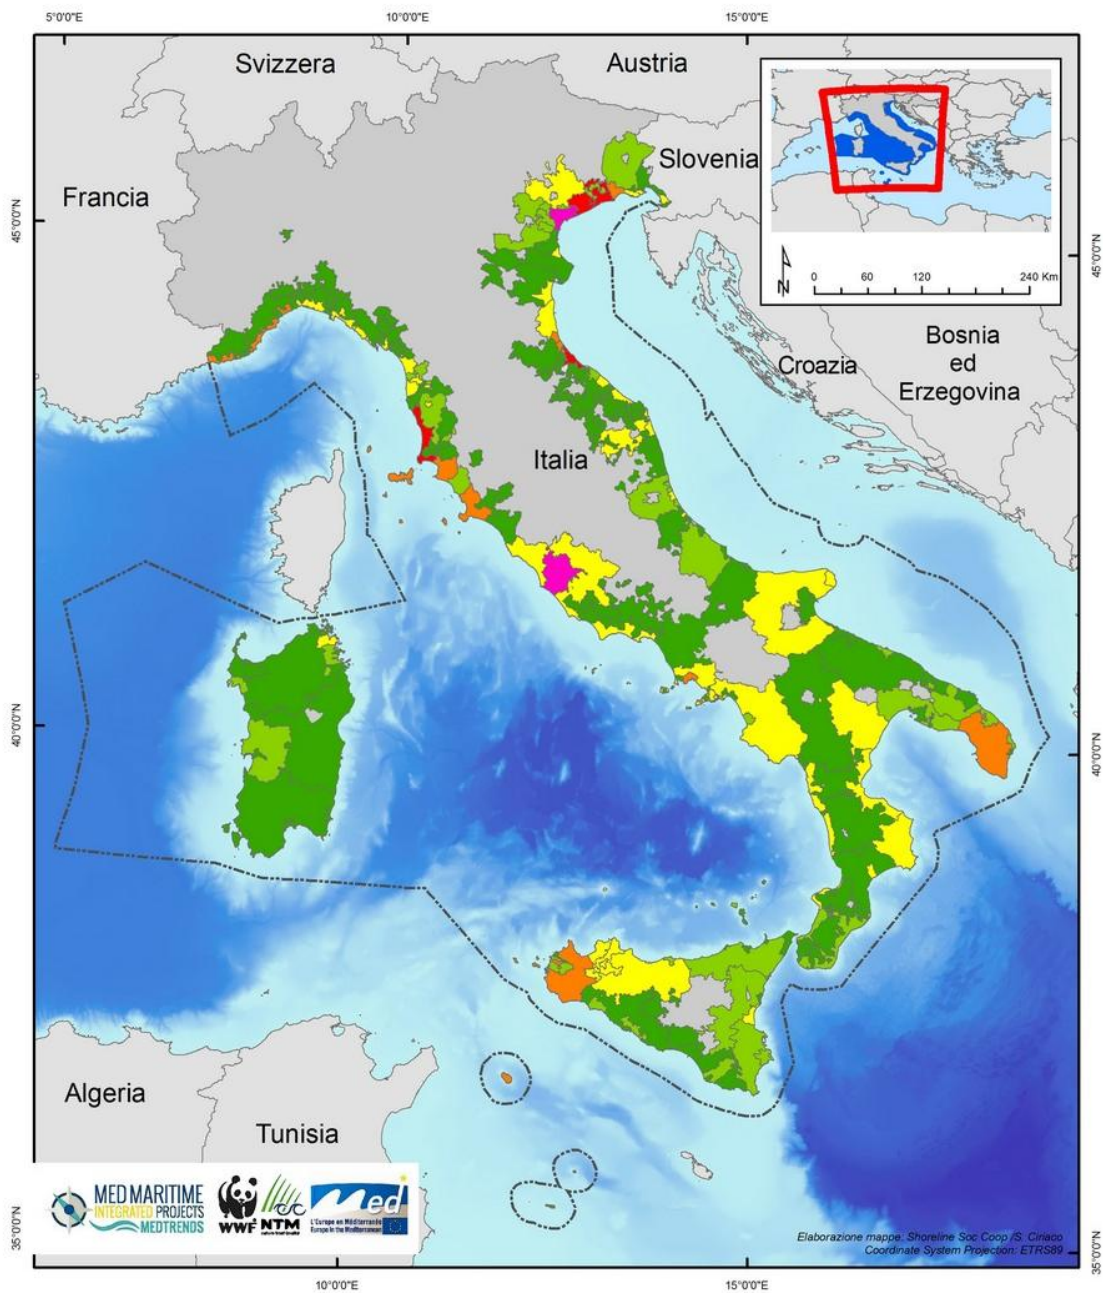 5°0'0"E
10°0'0"E
15°0'0"E
Svizzera
Austria
Slovenia
Francia
45°0'0"N
45°0'0"N
N
0 60 120 240 Km
Croazia
Bosnia
ed
Erzegovina
Italia
40°0'0"N
40°0'0"N
Algeria
Tunisia
MED MARITIME
INTEGRATED PROJECTS
MEDTRENDS
WWF
NTM
Med
L'Europe en Méditerranée
Europe in the Mediterranean
Elaborazione mappe: Shoreline Soc Coop /S. Ciriaco
Coordinate System Projection: ETRS89
35°0'0"N
35°0'0"N
10°0'0"E
15°0'0"E